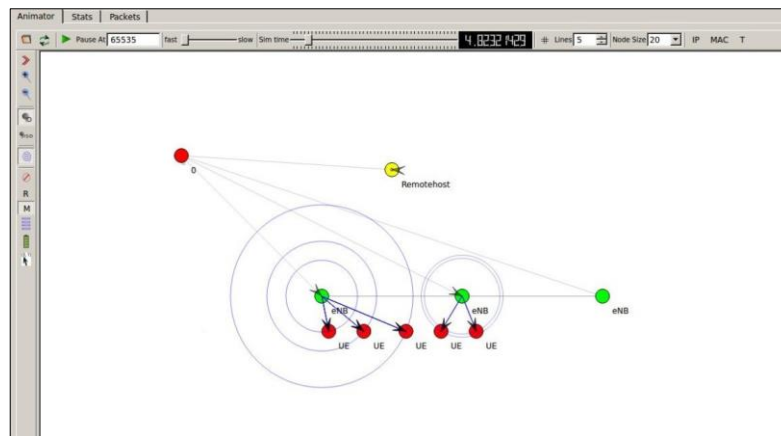 Animator Stats Packets
Pause At 65535 fast slow Sim time 4.82321429 # Lines 5 Node Size 20 IP MAC T
R
M
0
Remotehost
eNB eNB eNB
UE UE UE UE UE